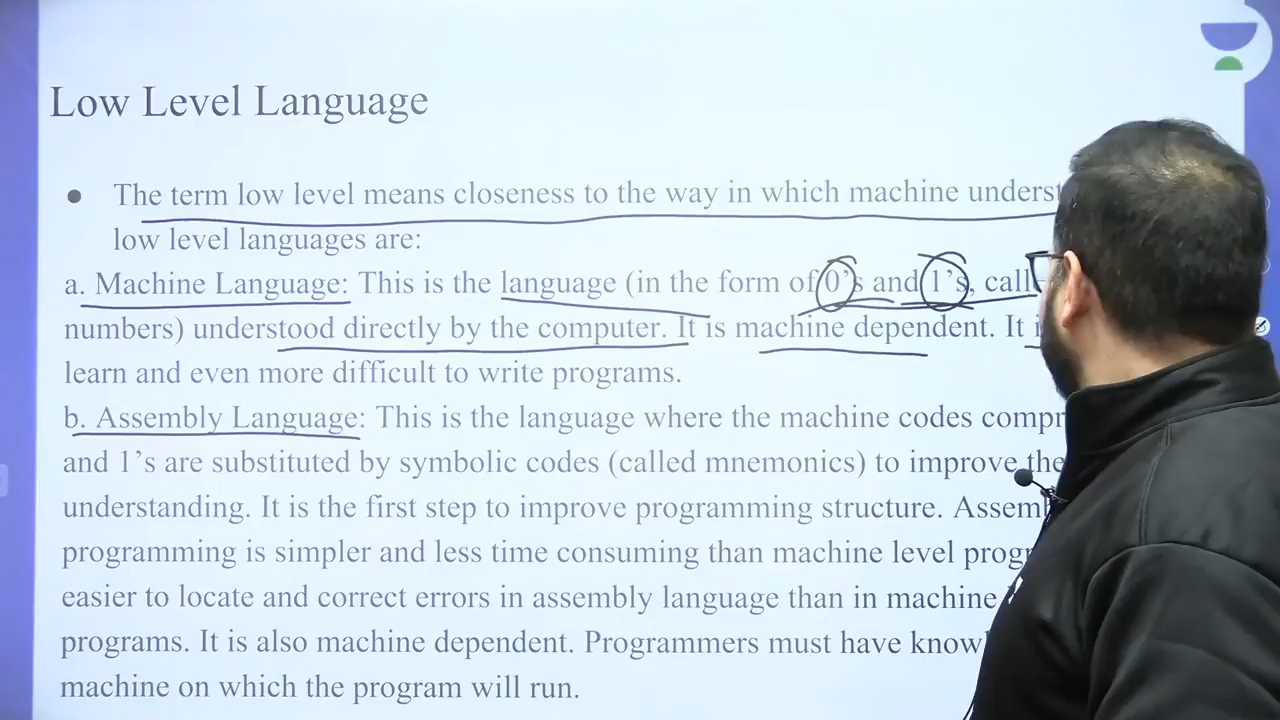 Low Level Language
• The term low level means closeness to the way in which machine
low level languages are:
a. Machine Language: This is the language (in the form of 0's and 1's,
numbers) understood directly by the computer. It is machine dependent. It
learn and even more difficult to write programs.
b. Assembly Language: This is the language where the machine codes
and 1's are substituted by symbolic codes (called mnemonics) to improve the
understanding. It is the first step to improve programming structure.
programming is simpler and less time consuming than machine level
easier to locate and correct errors in assembly language than in machine
programs. It is also machine dependent. Programmers must have
machine on which the program will run.